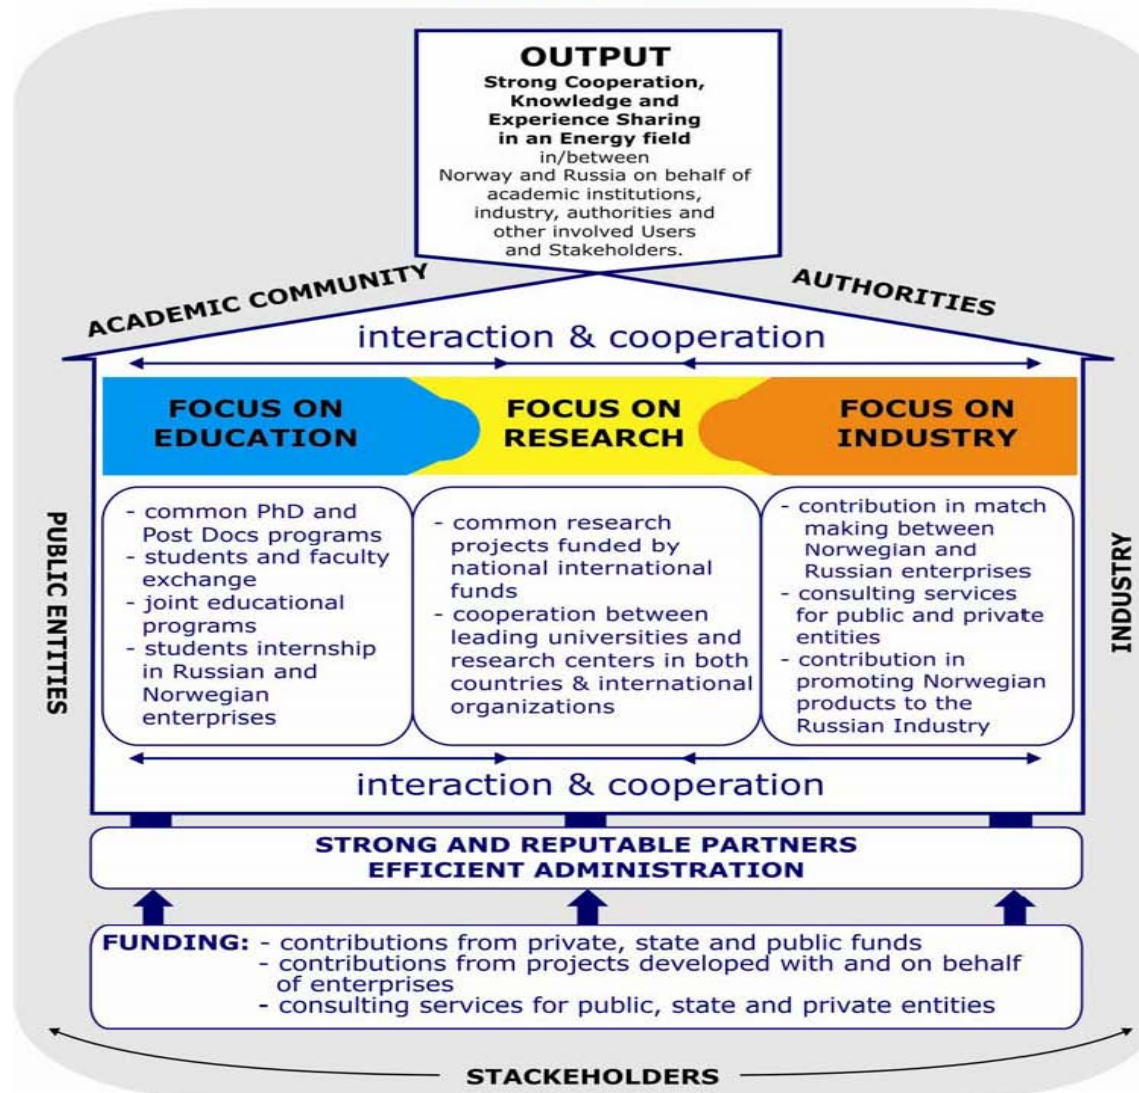 OUTPUT
Strong Cooperation,
Knowledge and
Experience Sharing
in an Energy field
in/between
Norway and Russia on behalf of
academic institutions,
industry, authorities and
other involved Users
and Stakeholders.
ACADEMIC COMMUNITY
AUTHORITIES
interaction & cooperation
FOCUS ON
EDUCATION
FOCUS ON
RESEARCH
FOCUS ON
INDUSTRY
PUBLIC ENTITIES
- common PhD and
Post Docs programs
- students and faculty
exchange
- joint educational
programs
- students internship
in Russian and
Norwegian
enterprises
- common research
projects funded by
national international
funds
- cooperation between
leading universities and
research centers in both
countries & international
organizations
- contribution in match
making between
Norwegian and
Russian enterprises
- consulting services
for public and private
entities
- contribution in
promoting Norwegian
products to the
Russian Industry
INDUSTRY
interaction & cooperation
STRONG AND REPUTABLE PARTNERS
EFFICIENT ADMINISTRATION
FUNDING: - contributions from private, state and public funds
- contributions from projects developed with and on behalf
of enterprises
- consulting services for public, state and private entities
STACKEHOLDERS